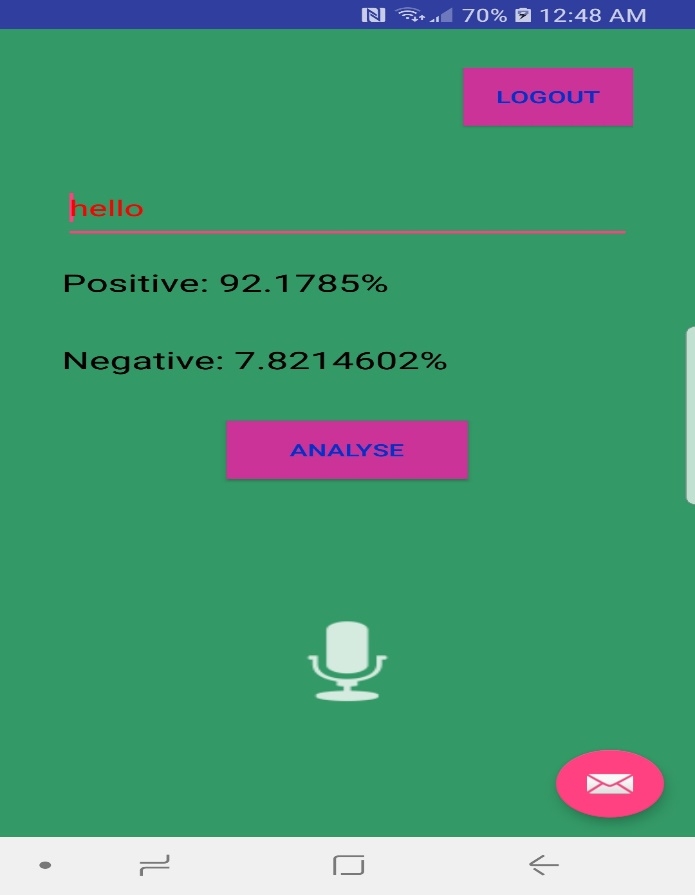 70% 12:48 AM
LOGOUT
hello
Positive: 92.1785%
Negative: 7.8214602%
ANALYSE